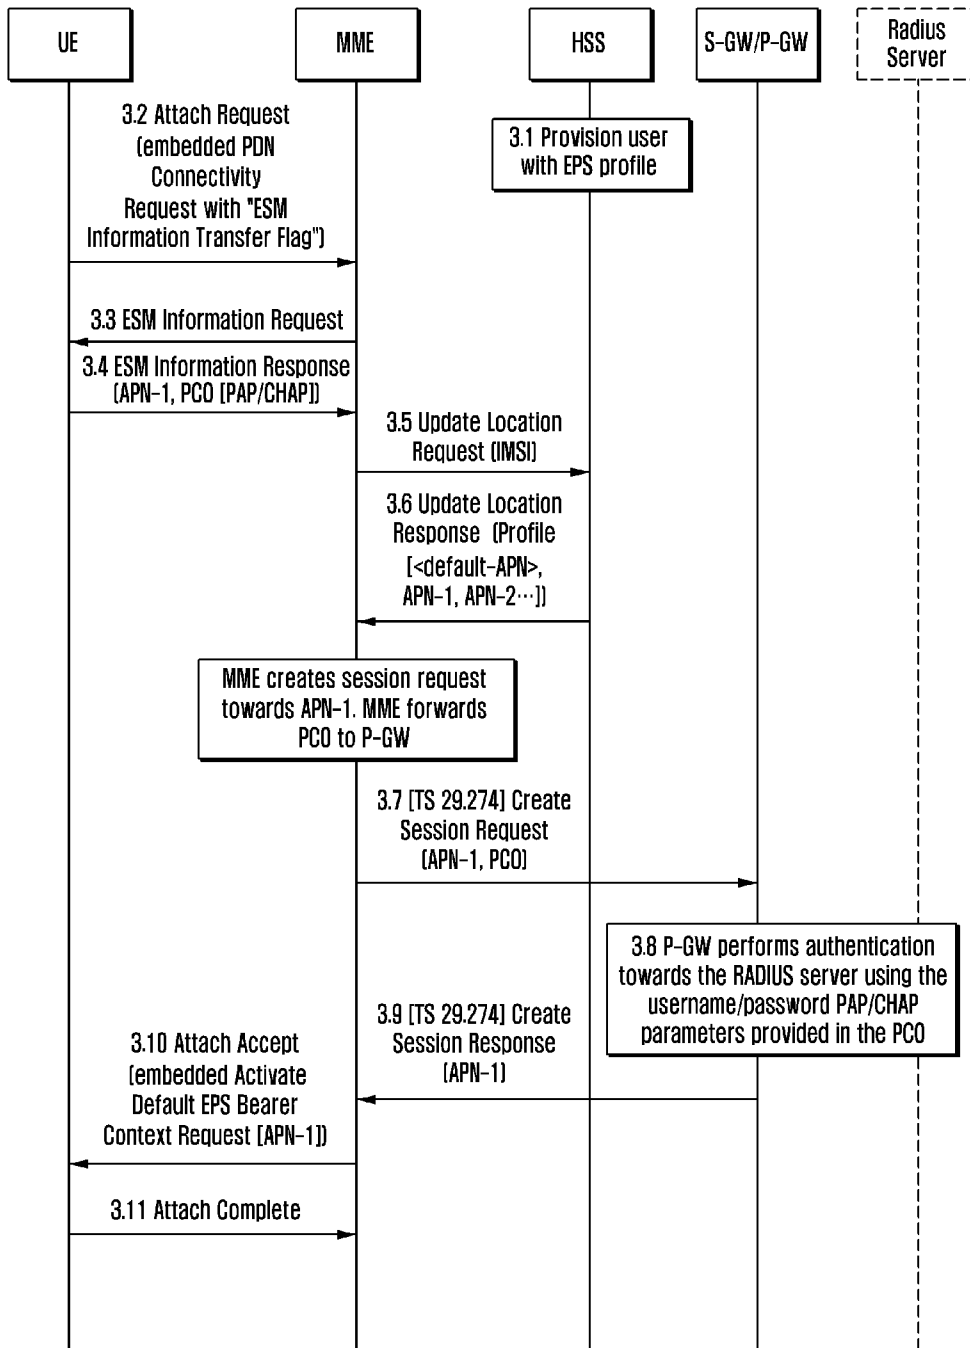 UE
MME
HSS
S-GW/P-GW
Radius
Server
3.1 Provision user
with EPS profile
3.2 Attach Request
(embedded PDN
Connectivity
Request with "ESM
Information Transfer Flag")
3.3 ESM Information Request
3.4 ESM Information Response
(APN-1, PCO [PAP/CHAP])
3.5 Update Location
Request (IMSI)
3.6 Update Location
Response (Profile
[<default-APN>,
APN-1, APN-2···])
MME creates session request
towards APN-1. MME forwards
PCO to P-GW
3.7 [TS 29.274] Create
Session Request
(APN-1, PCO)
3.8 P-GW performs authentication
towards the RADIUS server using the
username/password PAP/CHAP
parameters provided in the PCO
3.9 [TS 29.274] Create
Session Response
(APN-1)
3.10 Attach Accept
(embedded Activate
Default EPS Bearer
Context Request [APN-1])
3.11 Attach Complete